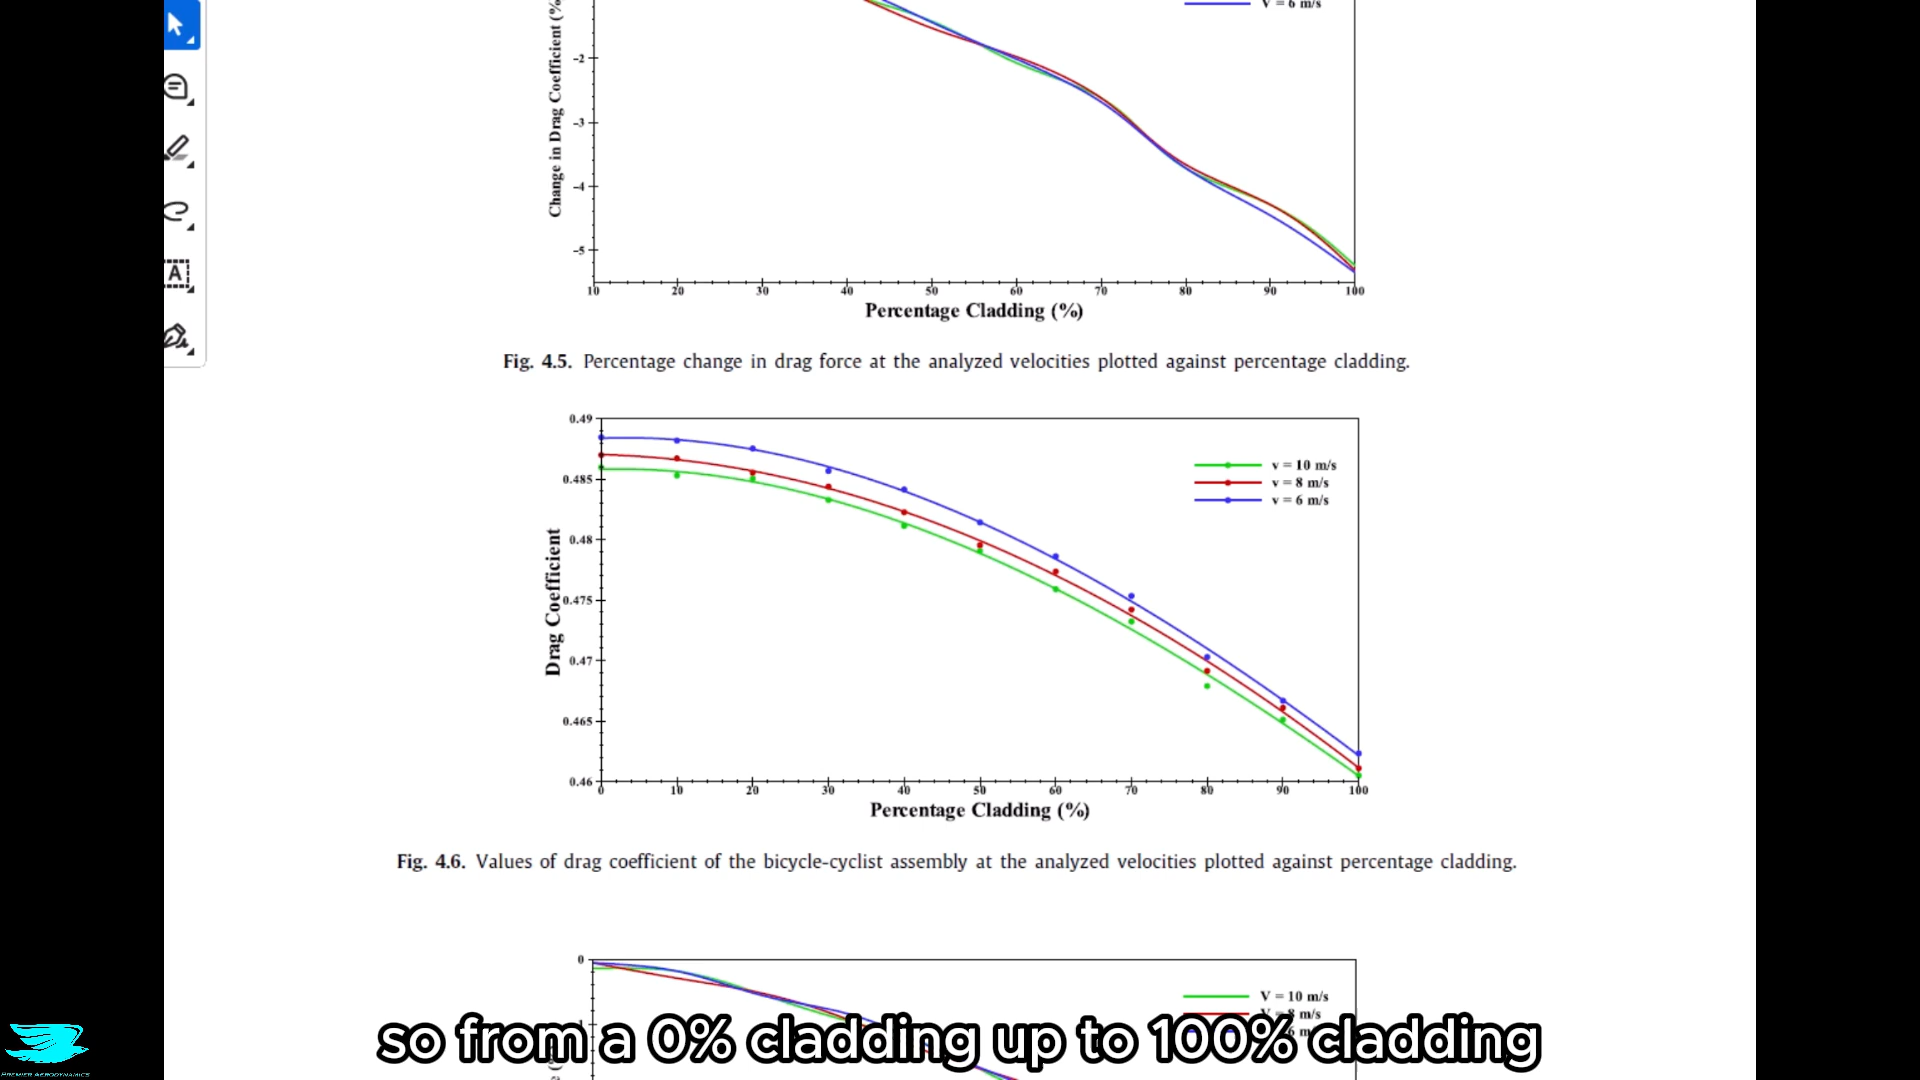 V = 6 m/s
Change in Drag Coefficient (%
-2
-3
-4
-5
10 20 30 40 50 60 70 80 90 100
Percentage Cladding (%)
Fig. 4.5. Percentage change in drag force at the analyzed velocities plotted against percentage cladding.
0.49
0.485
0.48
0.475
0.47
0.465
0.46
Drag Coefficient
v = 10 m/s
v = 8 m/s
v = 6 m/s
0 10 20 30 40 50 60 70 80 90 100
Percentage Cladding (%)
Fig. 4.6. Values of drag coefficient of the bicycle-cyclist assembly at the analyzed velocities plotted against percentage cladding.
0
V = 10 m/s
V = 8 m/s
6 m
so from a 0% cladding up to 100% cladding
PREMIER AERODYNAMICS
A